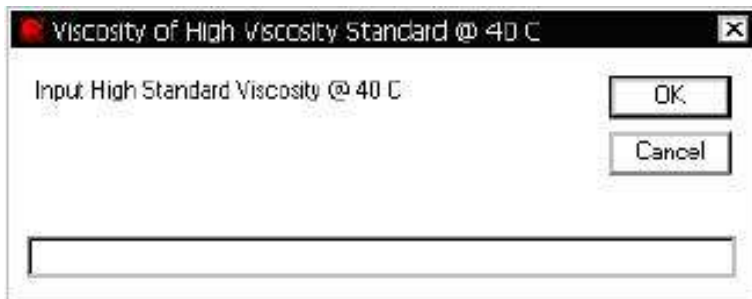 Viscosity of High Viscosity Standard @ 40 C
Input High Standard Viscosity @ 40 C
OK
Cancel